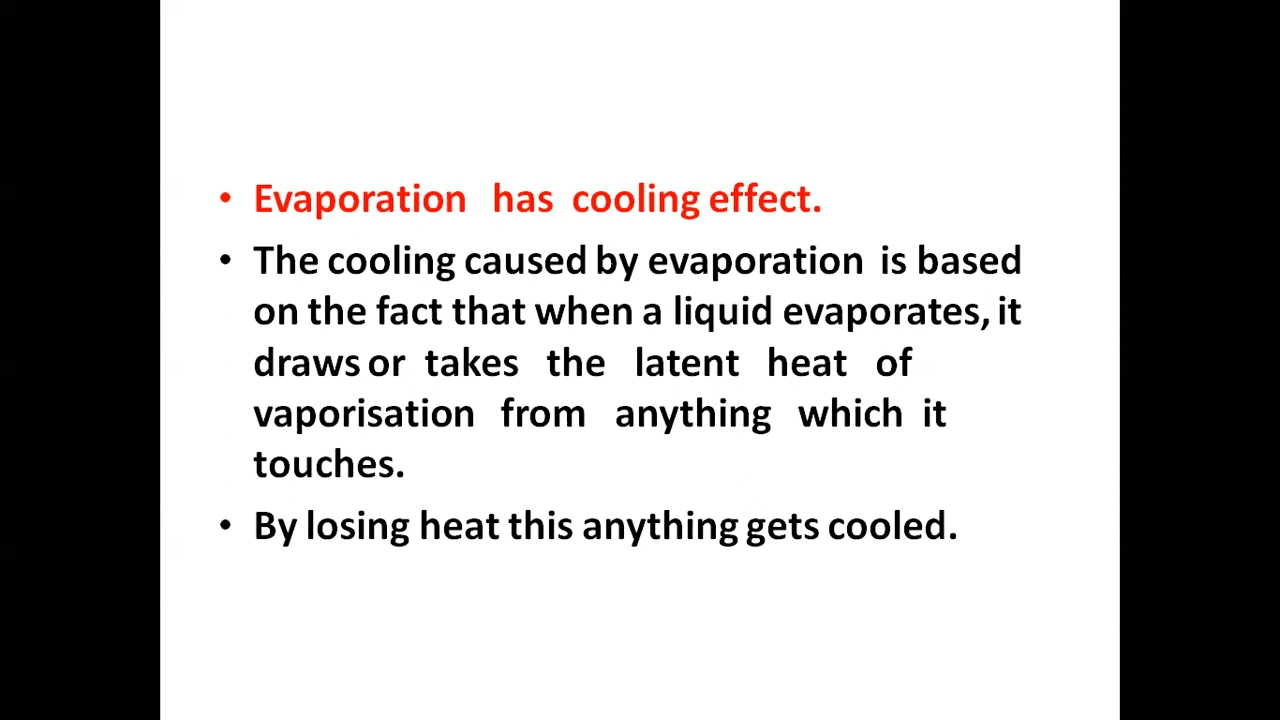 • Evaporation has cooling effect.
• The cooling caused by evaporation is based
on the fact that when a liquid evaporates, it
draws or takes the latent heat of
vaporisation from anything which it
touches.
• By losing heat this anything gets cooled.